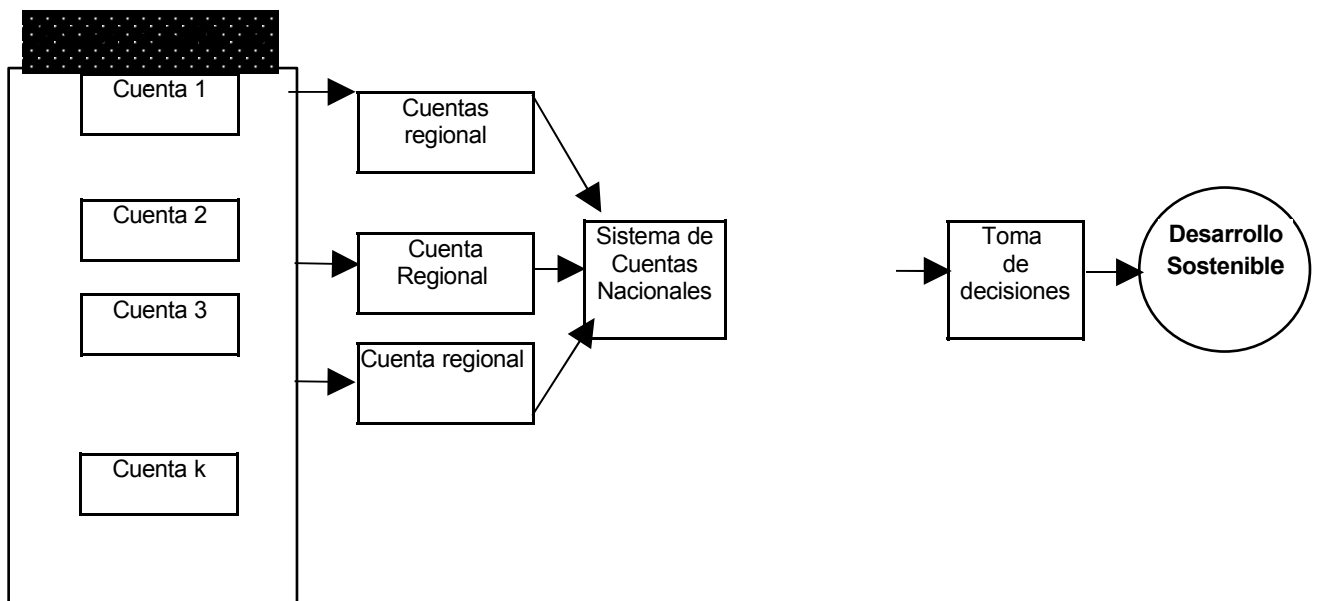 Cuenta 1
Cuenta 2
Cuenta 3
Cuenta k
Cuentas
regional
Cuenta
Regional
Cuenta regional
Sistema de
Cuentas
Nacionales
Toma
de
decisiones
Desarrollo
Sostenible